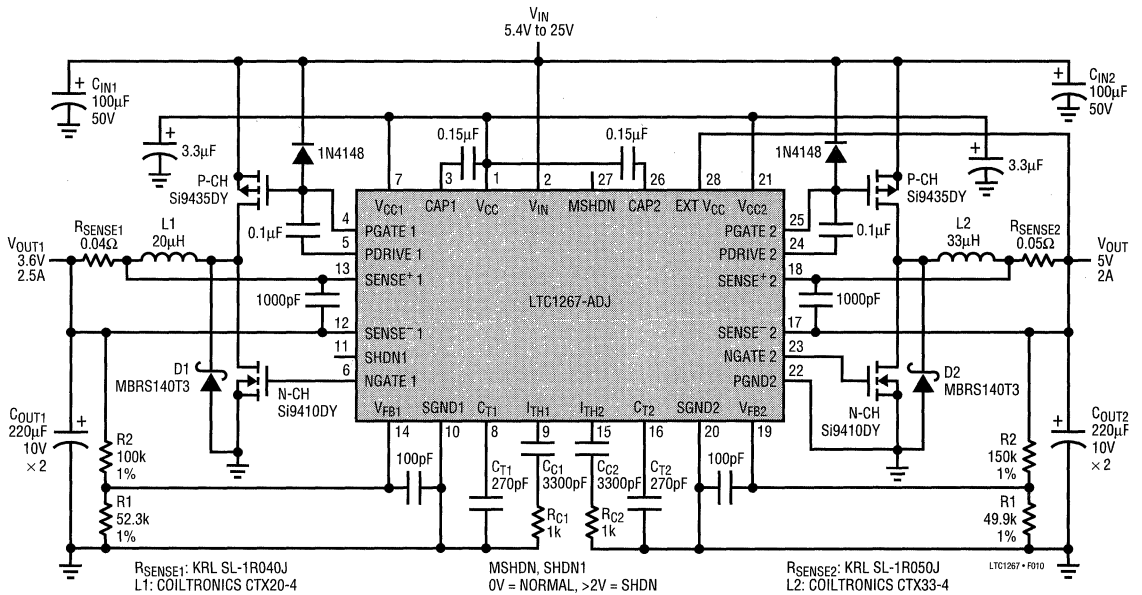 VIN
5.4V to 25V
CIN1
100µF
50V
CIN2
100µF
50V
3.3µF
1N4148
0.15µF
0.15µF
1N4148
3.3µF
P-CH
Si9435DY
7
3
1
2
27
26
28
21
P-CH
Si9435DY
VCC1
CAP1
VCC
VIN
MSHDN
CAP2
EXT VCC
VCC2
VOUT1
3.6V
2.5A
RSENSE1
0.04Ω
L1
20µH
0.1µF
4
PGATE 1
5
PDRIVE 1
13
SENSE+ 1
1000pF
12
SENSE– 1
11
SHDN1
6
NGATE 1
LTC1267-ADJ
25
PGATE 2
24
PDRIVE 2
18
SENSE+ 2
17
SENSE– 2
23
NGATE 2
22
PGND2
0.1µF
1000pF
L2
33µH
RSENSE2
0.05Ω
VOUT
5V
2A
D1
MBRS140T3
N-CH
Si9410DY
N-CH
Si9410DY
D2
MBRS140T3
VFB1
SGND1
CT1
ITH1
ITH2
CT2
SGND2
VFB2
14
10
8
9
15
16
20
19
COUT1
220µF
10V
×2
R2
100k
1%
R1
52.3k
1%
100pF
CT1
270pF
CC1
3300pF
RC1
1k
CC2
3300pF
RC2
1k
CT2
270pF
100pF
R2
150k
1%
R1
49.9k
1%
COUT2
220µF
10V
×2
RSENSE1: KRL SL-1R040J
L1: COILTRONICS CTX20-4
MSHDN, SHDN1
0V = NORMAL, >2V = SHDN
RSENSE2: KRL SL-1R050J
L2: COILTRONICS CTX33-4
LTC1267 • F010